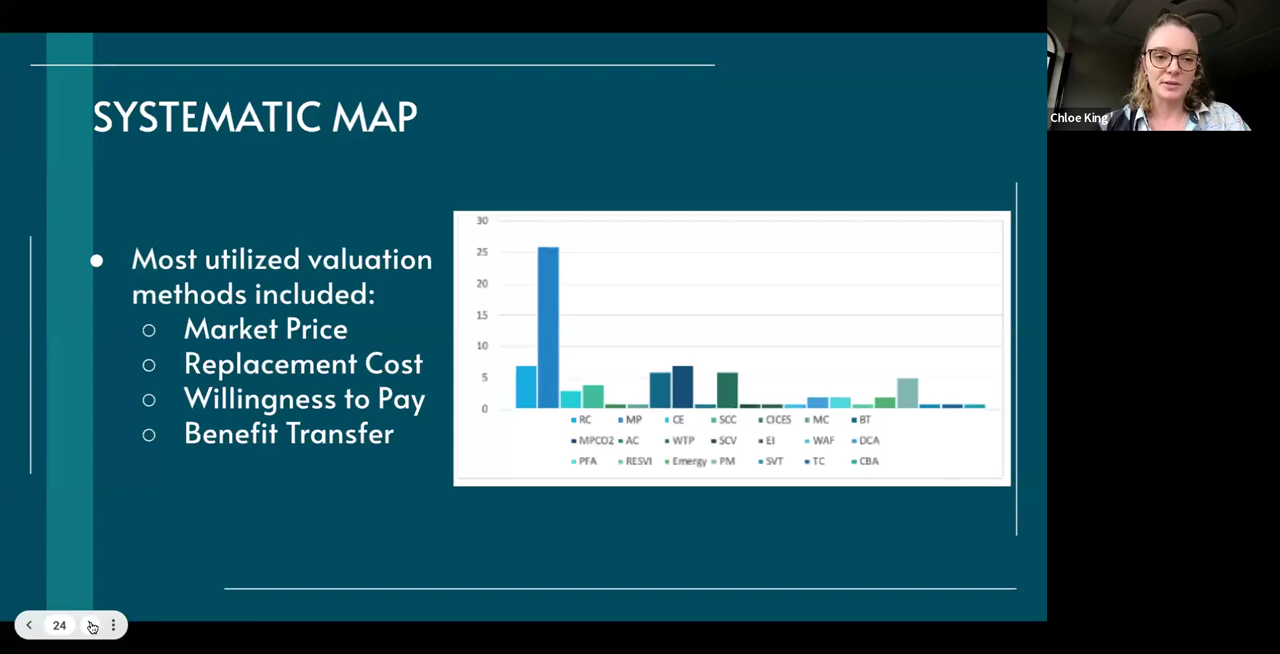 SYSTEMATIC MAP
Chloe King
● Most utilized valuation
methods included:
○ Market Price
○ Replacement Cost
○ Willingness to Pay
○ Benefit Transfer
30
25
20
15
10
5
0
RC MP CE SCC CICES MC BT
MPCO2 AC WTP SCV EI WAF DCA
PFA RESVI Emergy PM SVT TC CBA
24